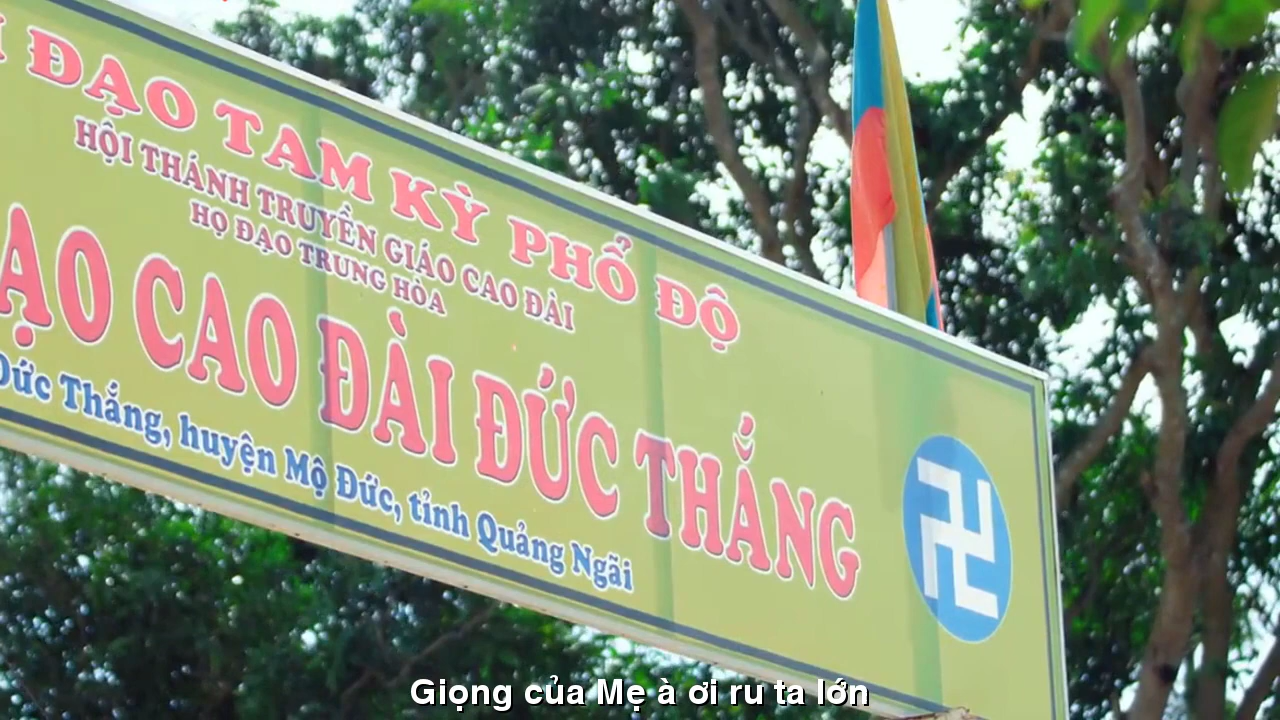 ĐẠO TAM KỲ PHỔ ĐỘ
HỘI THÁNH TRUYỀN GIÁO CAO ĐÀI
HỌ ĐẠO TRUNG HÒA
CAO ĐÀI ĐỨC THẮNG
Đức Thắng, huyện Mộ Đức, tỉnh Quảng Ngãi
Giọng của Mẹ à ơi ru ta lớn